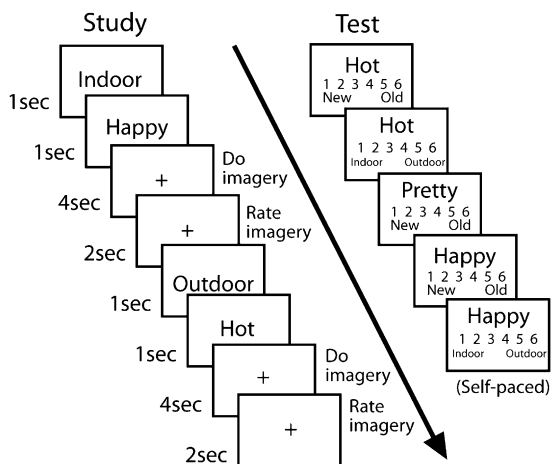 Study
Indoor
1sec
Happy
1sec
+
Do
imagery
4sec
+
Rate
imagery
2sec
Outdoor
1sec
Hot
1sec
+
Do
imagery
4sec
+
Rate
imagery
2sec
Test
Hot
1 2 3 4 5 6
New Old
Hot
1 2 3 4 5 6
Indoor Outdoor
Pretty
1 2 3 4 5 6
New Old
Happy
1 2 3 4 5 6
New Old
Happy
1 2 3 4 5 6
Indoor Outdoor
(Self-paced)